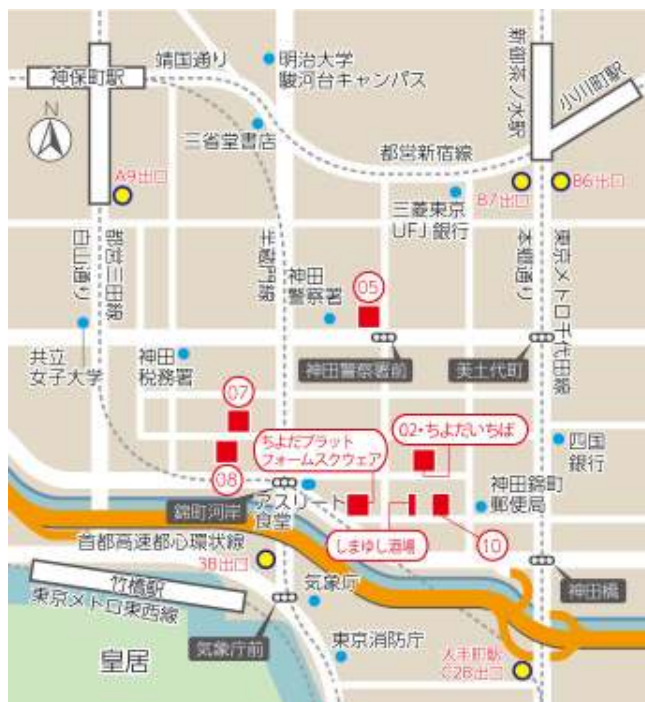 靖国通り
明治大学
駿河台キャンパス
新御茶ノ水駅
小川町駅
神保町駅
N
三省堂書店
都営新宿線
A9出口
B7出口
B6出口
三菱東京
UFJ銀行
白山通り
都営三田線
半蔵門線
本郷通り
東京メトロ千代田線
神田
警察署
05
共立
女子大学
神田
税務署
神田警察署前
美土代町
07
ちよだプラット
フォームスクウェア
02・ちよだいちば
四国
銀行
08
錦町河岸
アスリート
食堂
神田錦町
郵便局
しまゆし酒場
10
首都高速都心環状線
3B出口
神田橋
竹橋駅
東京メトロ東西線
気象庁
気象庁前
皇居
東京消防庁
大手町駅
C2B出口